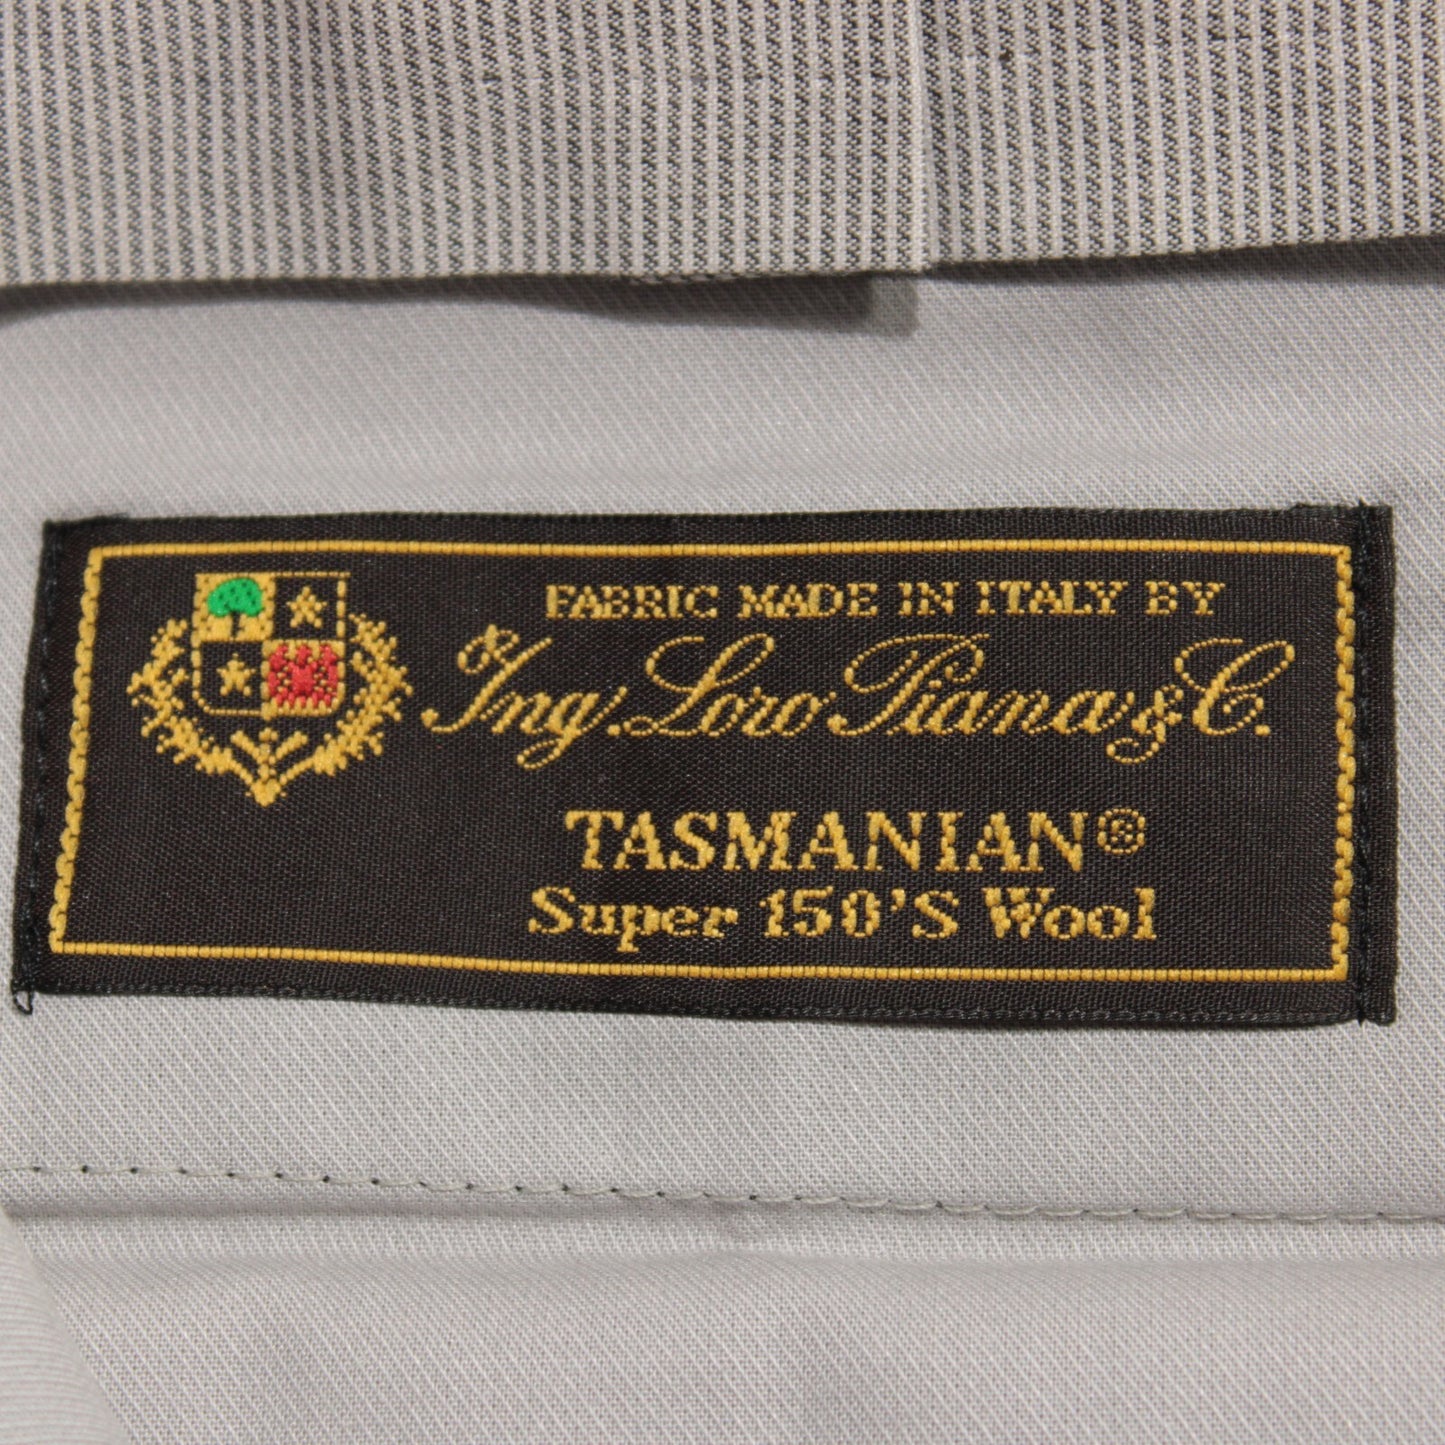 FABRIC MADE IN ITALY BY
Ing. Loro Piana & C.
TASMANIAN®
Super 150'S Wool